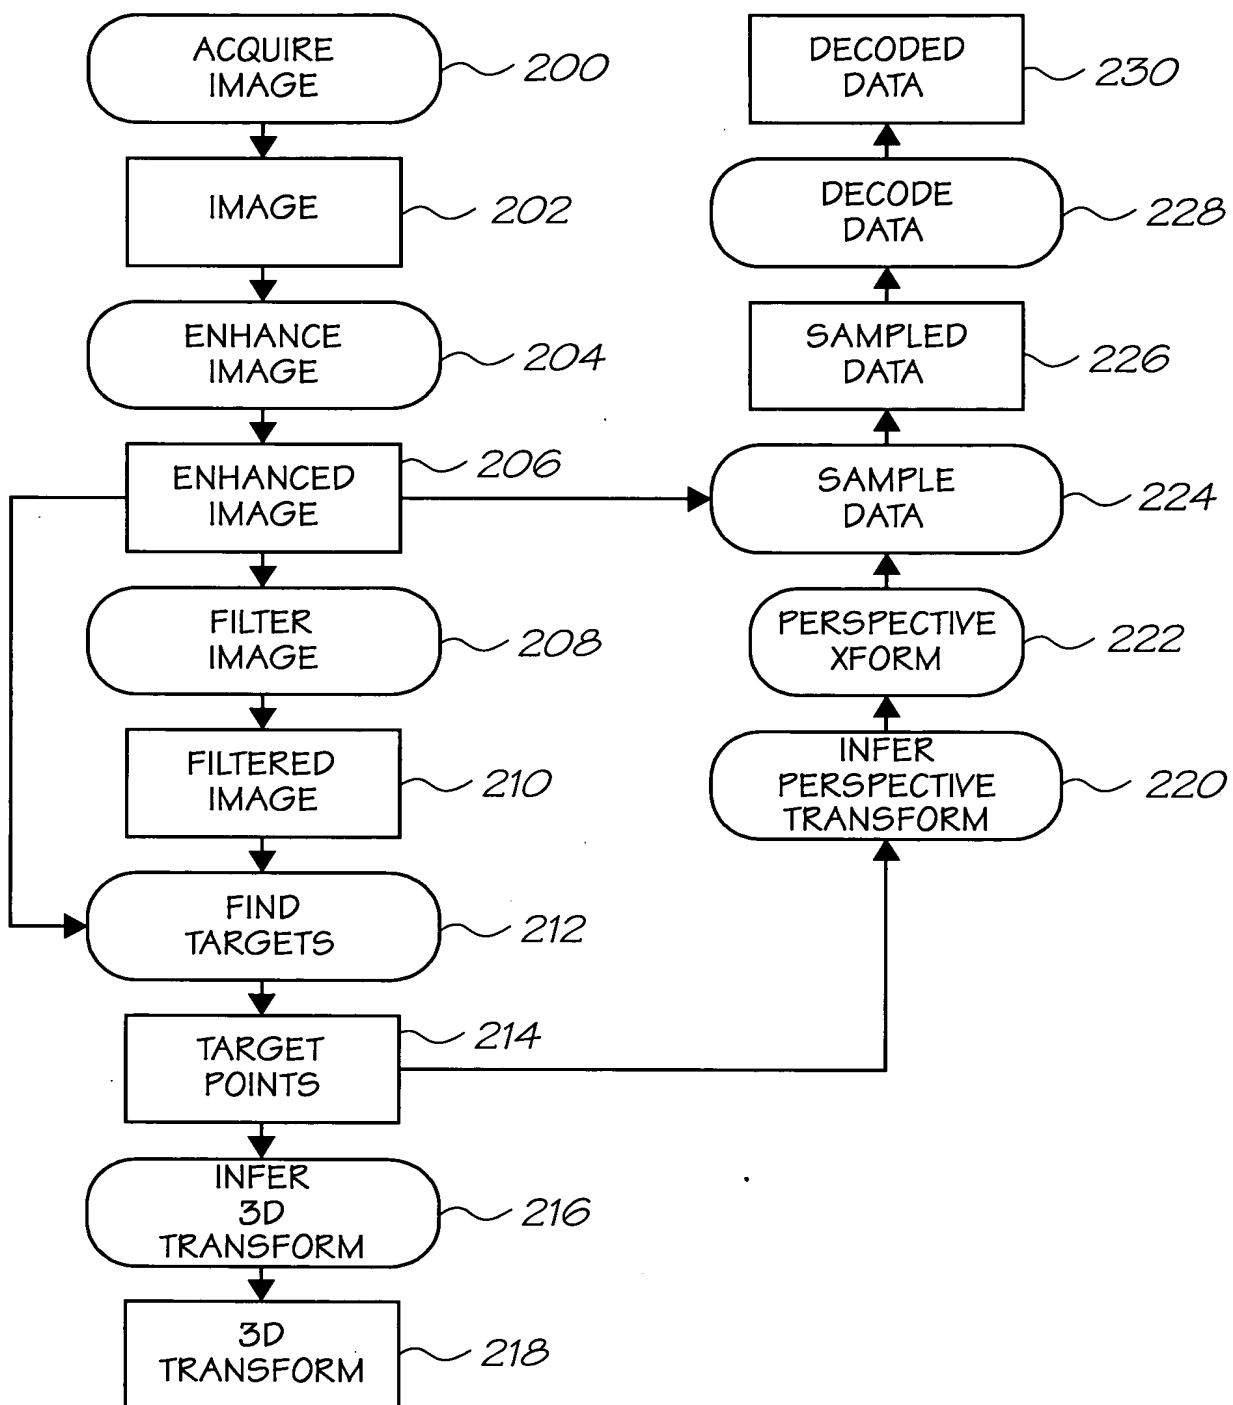 ACQUIRE
IMAGE
200
IMAGE
202
ENHANCE
IMAGE
204
ENHANCED
IMAGE
206
FILTER
IMAGE
208
FILTERED
IMAGE
210
FIND
TARGETS
212
TARGET
POINTS
214
INFER
3D
TRANSFORM
216
3D
TRANSFORM
218
DECODED
DATA
230
DECODE
DATA
228
SAMPLED
DATA
226
SAMPLE
DATA
224
PERSPECTIVE
XFORM
222
INFER
PERSPECTIVE
TRANSFORM
220